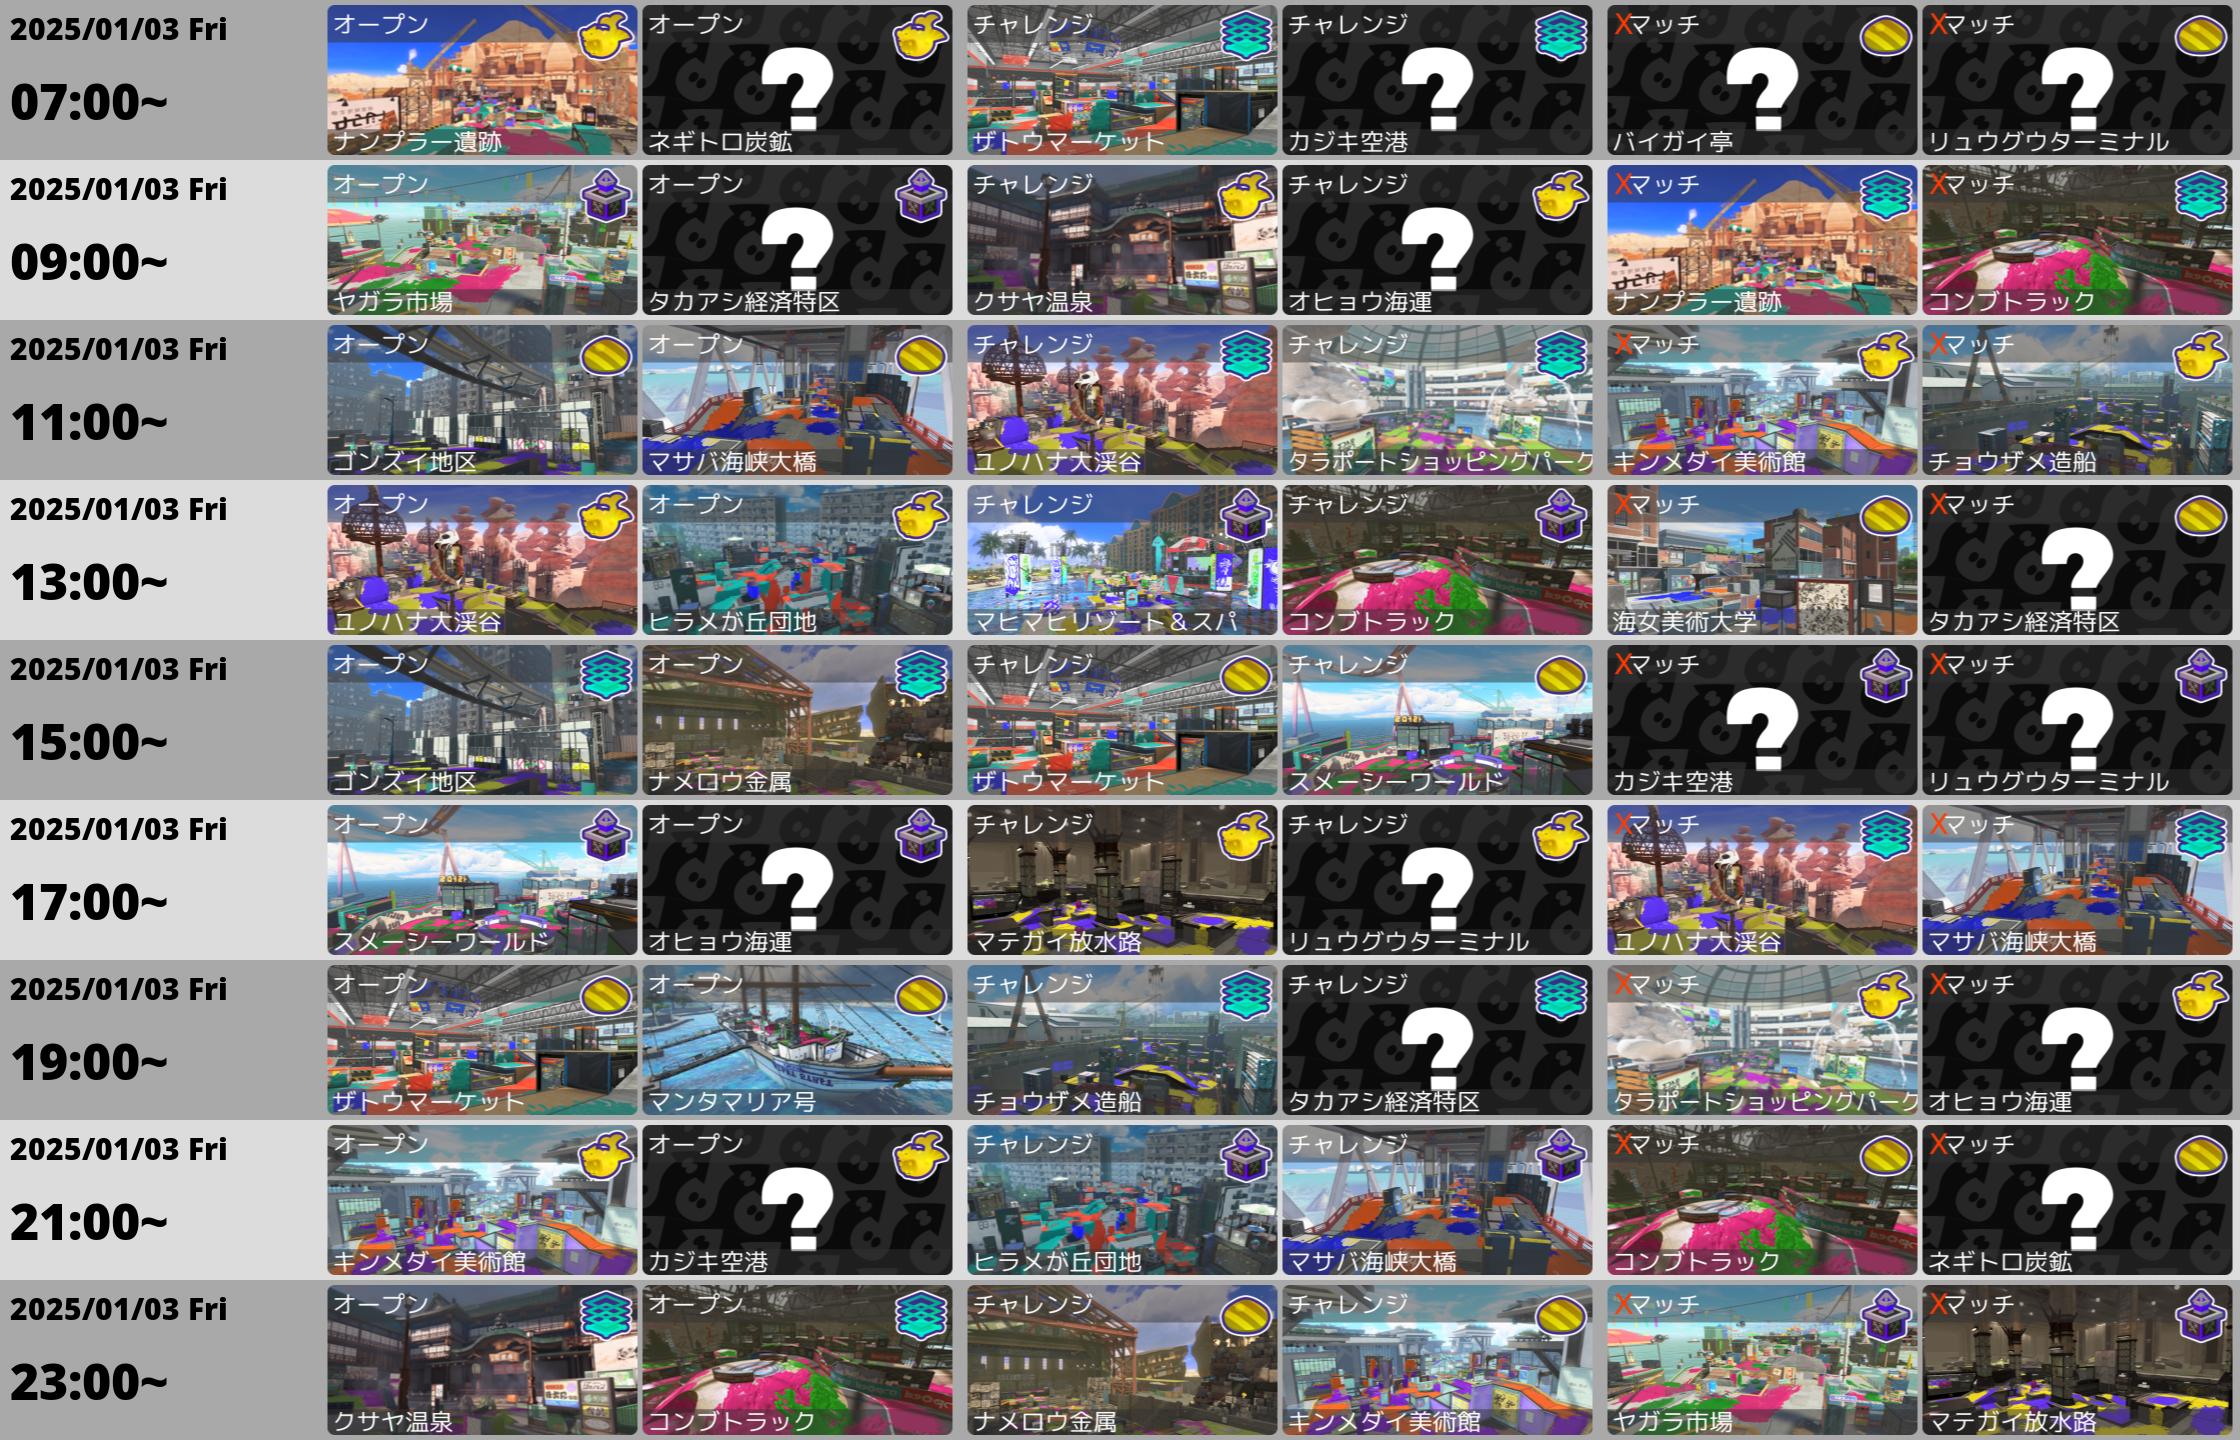 2025/01/03 Fri
07:00~
オープン
ナンプラー遺跡
オープン
ネギトロ炭鉱
チャレンジ
ザトウマーケット
チャレンジ
カジキ空港
Xマッチ
バイガイ亭
Xマッチ
リュウグウターミナル
2025/01/03 Fri
09:00~
オープン
ヤガラ市場
オープン
タカアシ経済特区
チャレンジ
クサヤ温泉
チャレンジ
オヒョウ海運
Xマッチ
ナンプラー遺跡
Xマッチ
コンブトラック
2025/01/03 Fri
11:00~
オープン
ゴンズイ地区
オープン
マサバ海峡大橋
チャレンジ
ユノハナ大渓谷
チャレンジ
タラポートショッピングパーク
Xマッチ
キンメダイ美術館
Xマッチ
チョウザメ造船
2025/01/03 Fri
13:00~
オープン
ユノハナ大渓谷
オープン
ヒラメが丘団地
チャレンジ
マヒマヒリゾート&スパ
チャレンジ
コンブトラック
Xマッチ
海女美術大学
Xマッチ
タカアシ経済特区
2025/01/03 Fri
15:00~
オープン
ゴンズイ地区
オープン
ナメロウ金属
チャレンジ
ザトウマーケット
チャレンジ
スメーシーワールド
Xマッチ
カジキ空港
Xマッチ
リュウグウターミナル
2025/01/03 Fri
17:00~
オープン
スメーシーワールド
オープン
オヒョウ海運
チャレンジ
マテガイ放水路
チャレンジ
リュウグウターミナル
Xマッチ
ユノハナ大渓谷
Xマッチ
マサバ海峡大橋
2025/01/03 Fri
19:00~
オープン
ザトウマーケット
オープン
マンタマリア号
チャレンジ
チョウザメ造船
チャレンジ
タカアシ経済特区
Xマッチ
タラポートショッピングパーク
Xマッチ
オヒョウ海運
2025/01/03 Fri
21:00~
オープン
キンメダイ美術館
オープン
カジキ空港
チャレンジ
ヒラメが丘団地
チャレンジ
マサバ海峡大橋
Xマッチ
コンブトラック
Xマッチ
ネギトロ炭鉱
2025/01/03 Fri
23:00~
オープン
クサヤ温泉
オープン
コンブトラック
チャレンジ
ナメロウ金属
チャレンジ
キンメダイ美術館
Xマッチ
ヤガラ市場
Xマッチ
マテガイ放水路